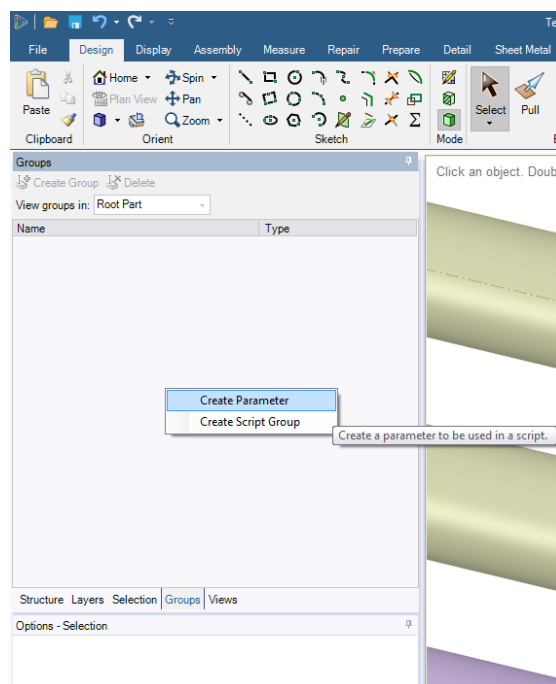 Te
File Design Display Assembly Measure Repair Prepare Detail Sheet Metal
Home Spin
Plan View Pan
Paste Zoom Select Pull
Clipboard Orient Sketch Mode E
Groups
Create Group Delete
View groups in: Root Part
Name Type
Click an object. Doub
Create Parameter
Create Script Group
Create a parameter to be used in a script.
Structure Layers Selection Groups Views
Options - Selection